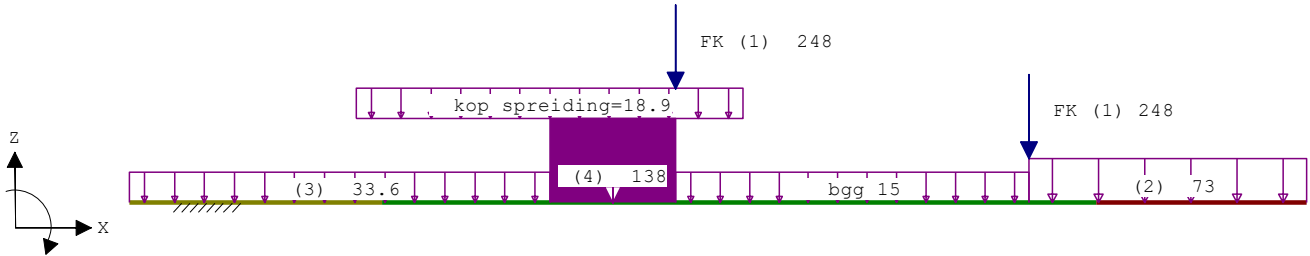 FK (1) 248
kop spreiding=18.9
FK (1) 248
Z
(3) 33.6
(4) 138
bgg 15
(2) 73
X